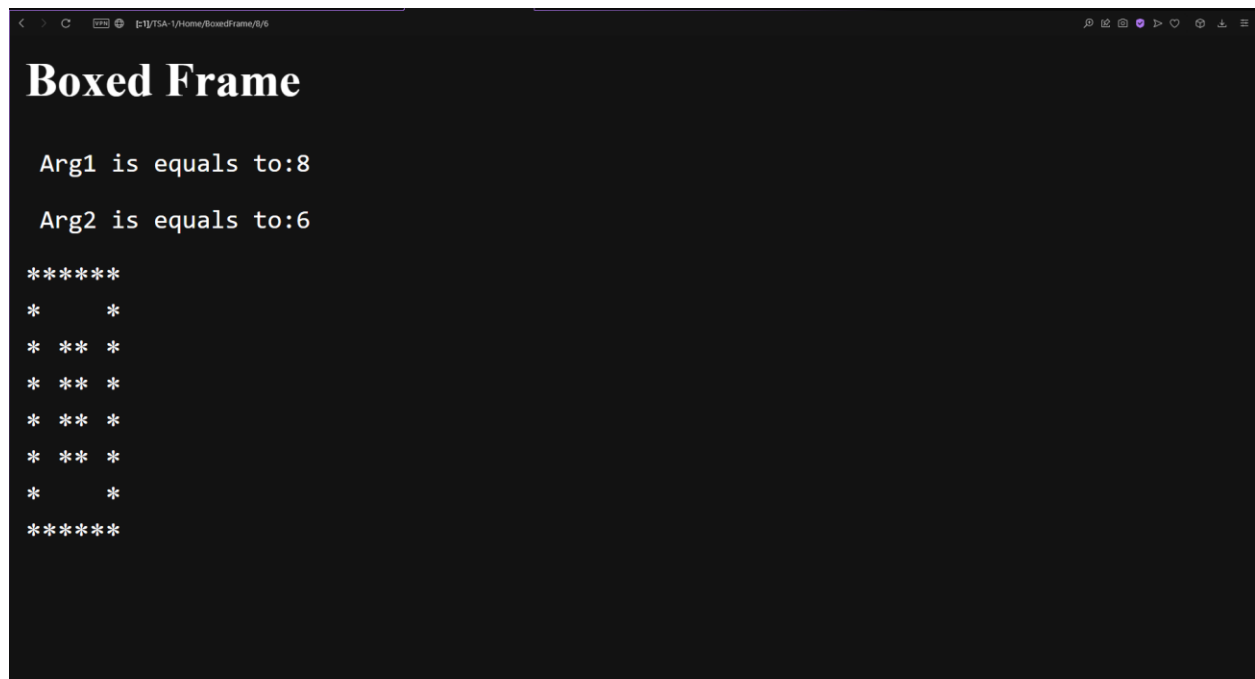 VPN [::1]/TSA-1/Home/BoxedFrame/8/6
Boxed Frame
Arg1 is equals to:8
Arg2 is equals to:6
******
*    *
* ** *
* ** *
* ** *
* ** *
*    *
******